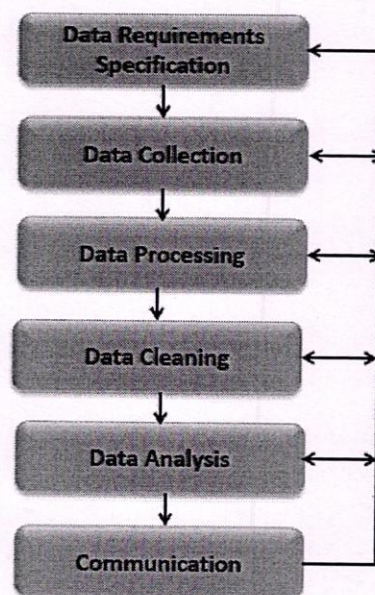 Data Requirements
Specification
Data Collection
Data Processing
Data Cleaning
Data Analysis
Communication